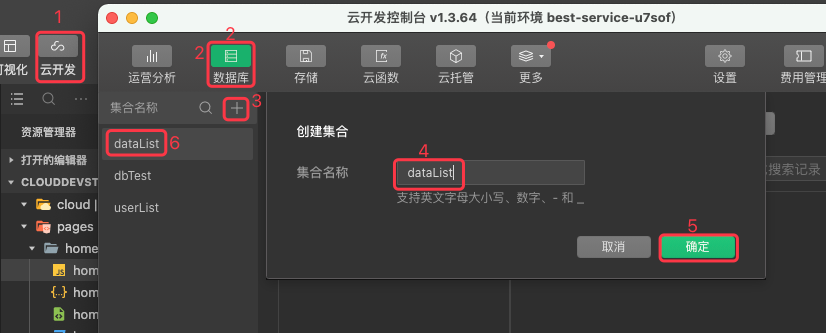 1
云开发控制台 v1.3.64（当前环境 best-service-u7sof）
可视化
云开发
2
2
运营分析
数据库
存储
云函数
云托管
更多
设置
费用管理
集合名称
3
资源管理器
打开的编辑器
CLOUDDEVST
cloud |
pages
home
hom
hom
hom
dataList
6
dbTest
userList
创建集合
集合名称
4
dataList
支持英文字母大小写、数字、- 和 _
取消
5
确定
搜索记录